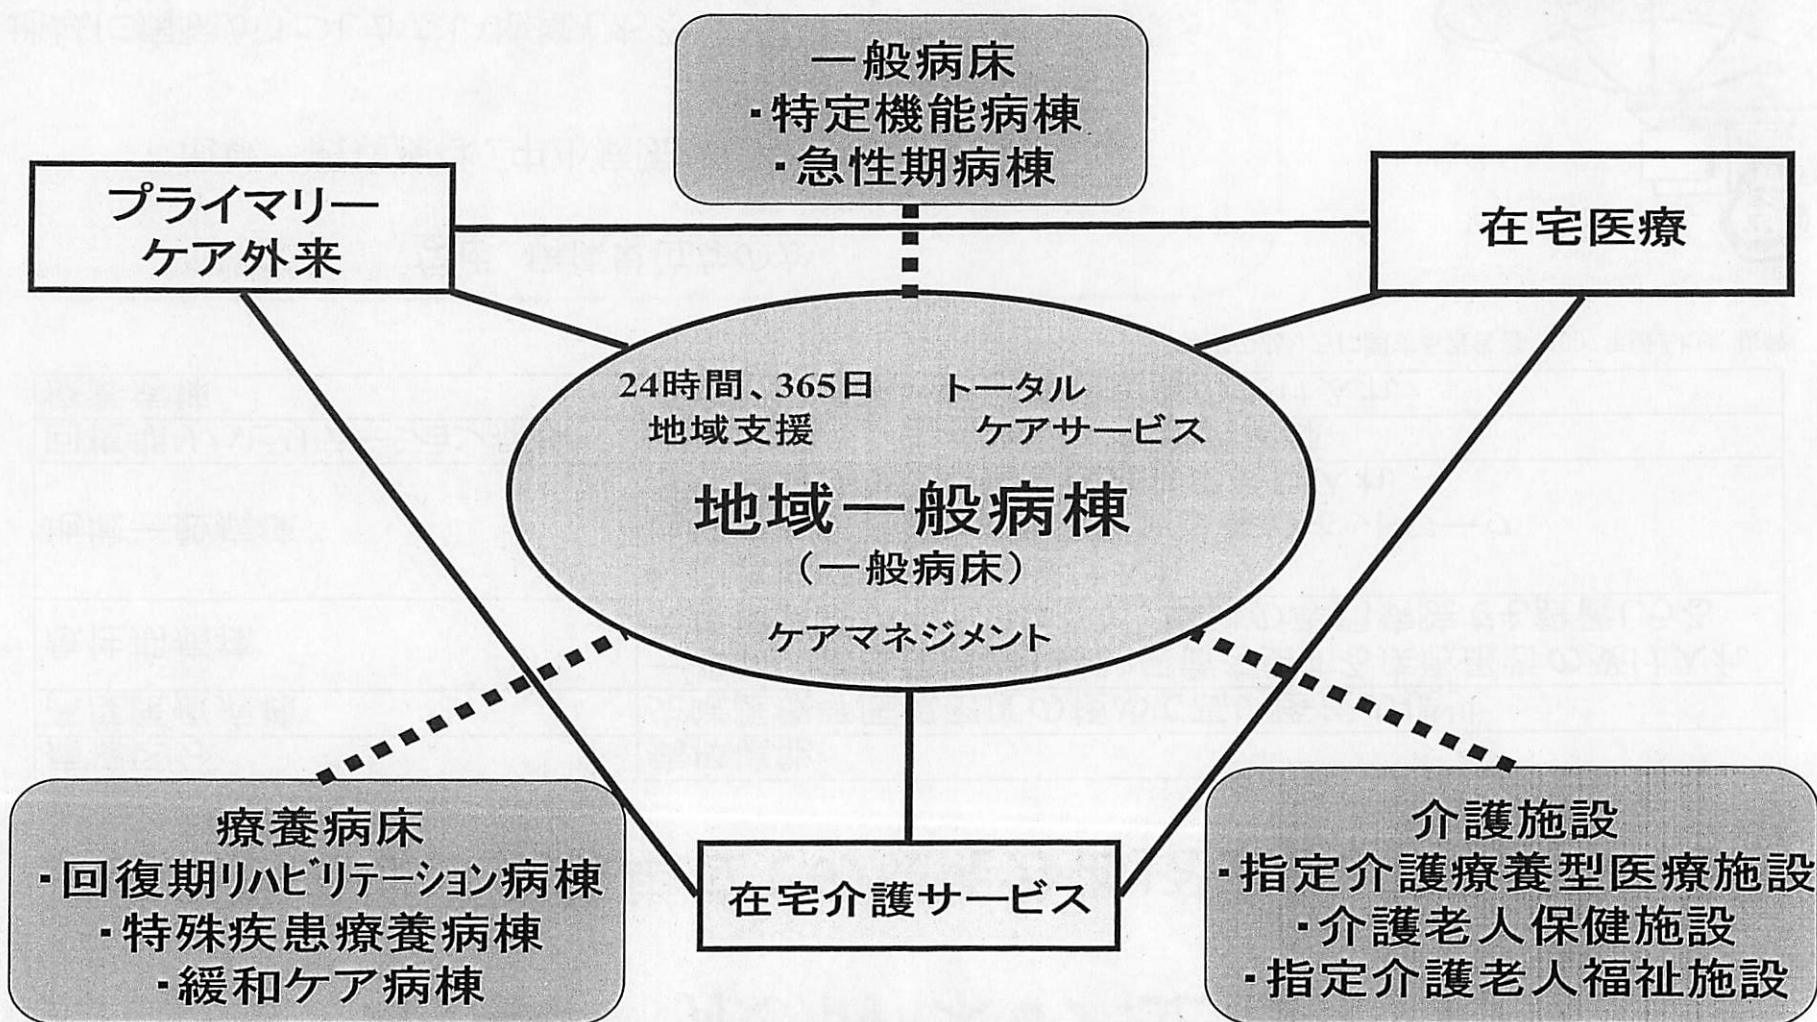 一般病床
・特定機能病棟
・急性期病棟
プライマリー
ケア外来
在宅医療
24時間、365日
地域支援
トータル
ケアサービス
地域一般病棟
(一般病床)
ケアマネジメント
療養病床
・回復期リハビリテーション病棟
・特殊疾患療養病棟
・緩和ケア病棟
在宅介護サービス
介護施設
・指定介護療養型医療施設
・介護老人保健施設
・指定介護老人福祉施設